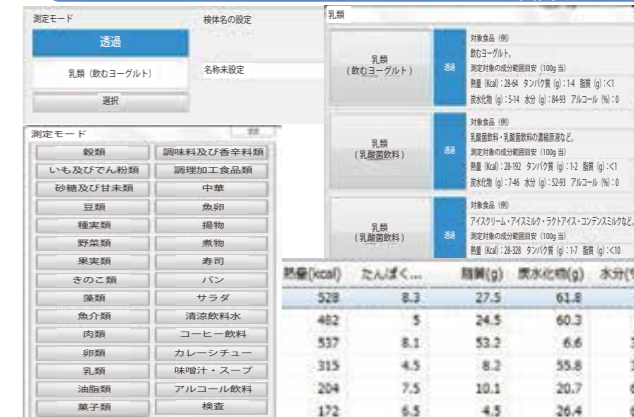 測定モード
透過
乳類（飲むヨーグルト）
選択
検体名の設定
名称未設定
乳類
乳類
（飲むヨーグルト）
透過
対象食品（例）
飲むヨーグルト。
測定対象の成分範囲目安（100g 当）
熱量（Kcal）：28-64 タンパク質（g）：1-4 脂質（g）：<1
炭水化物（g）：5-14 水分（g）：84-93 アルコール（%）：0
乳類
（乳酸菌飲料）
透過
対象食品（例）
乳酸菌飲料・乳酸菌飲料の濃縮原液など。
測定対象の成分範囲目安（100g 当）
熱量（Kcal）：28-192 タンパク質（g）：1-2 脂質（g）：<1
炭水化物（g）：7-46 水分（g）：52-93 アルコール（%）：0
乳類
（乳酸菌飲料）
透過
対象食品（例）
アイスクリーム・アイスミルク・ラクトアイス・コンデンスミルクなど。
測定対象の成分範囲目安（100g 当）
熱量（Kcal）：28-328 タンパク質（g）：1-7 脂質（g）：<10
測定モード
穀類 調味料及び香辛料類
いも及びでん粉類 調理加工食品類
砂糖及び甘未類 中華
豆類 魚卵
種実類 揚物
野菜類 煮物
果実類 寿司
きのこ類 パン
藻類 サラダ
魚介類 清涼飲料水
肉類 コーヒー飲料
卵類 カレーシチュー
乳類 味噌汁・スープ
油脂類 アルコール飲料
菓子類 検査
熱量(kcal) たんぱく... 脂質(g) 炭水化物(g) 水分(
528 8.3 27.5 61.8
482 5 24.5 60.3
537 8.1 53.2 6.6
315 4.5 8.2 55.8
204 7.5 10.1 20.7
172 6.5 4.5 26.4